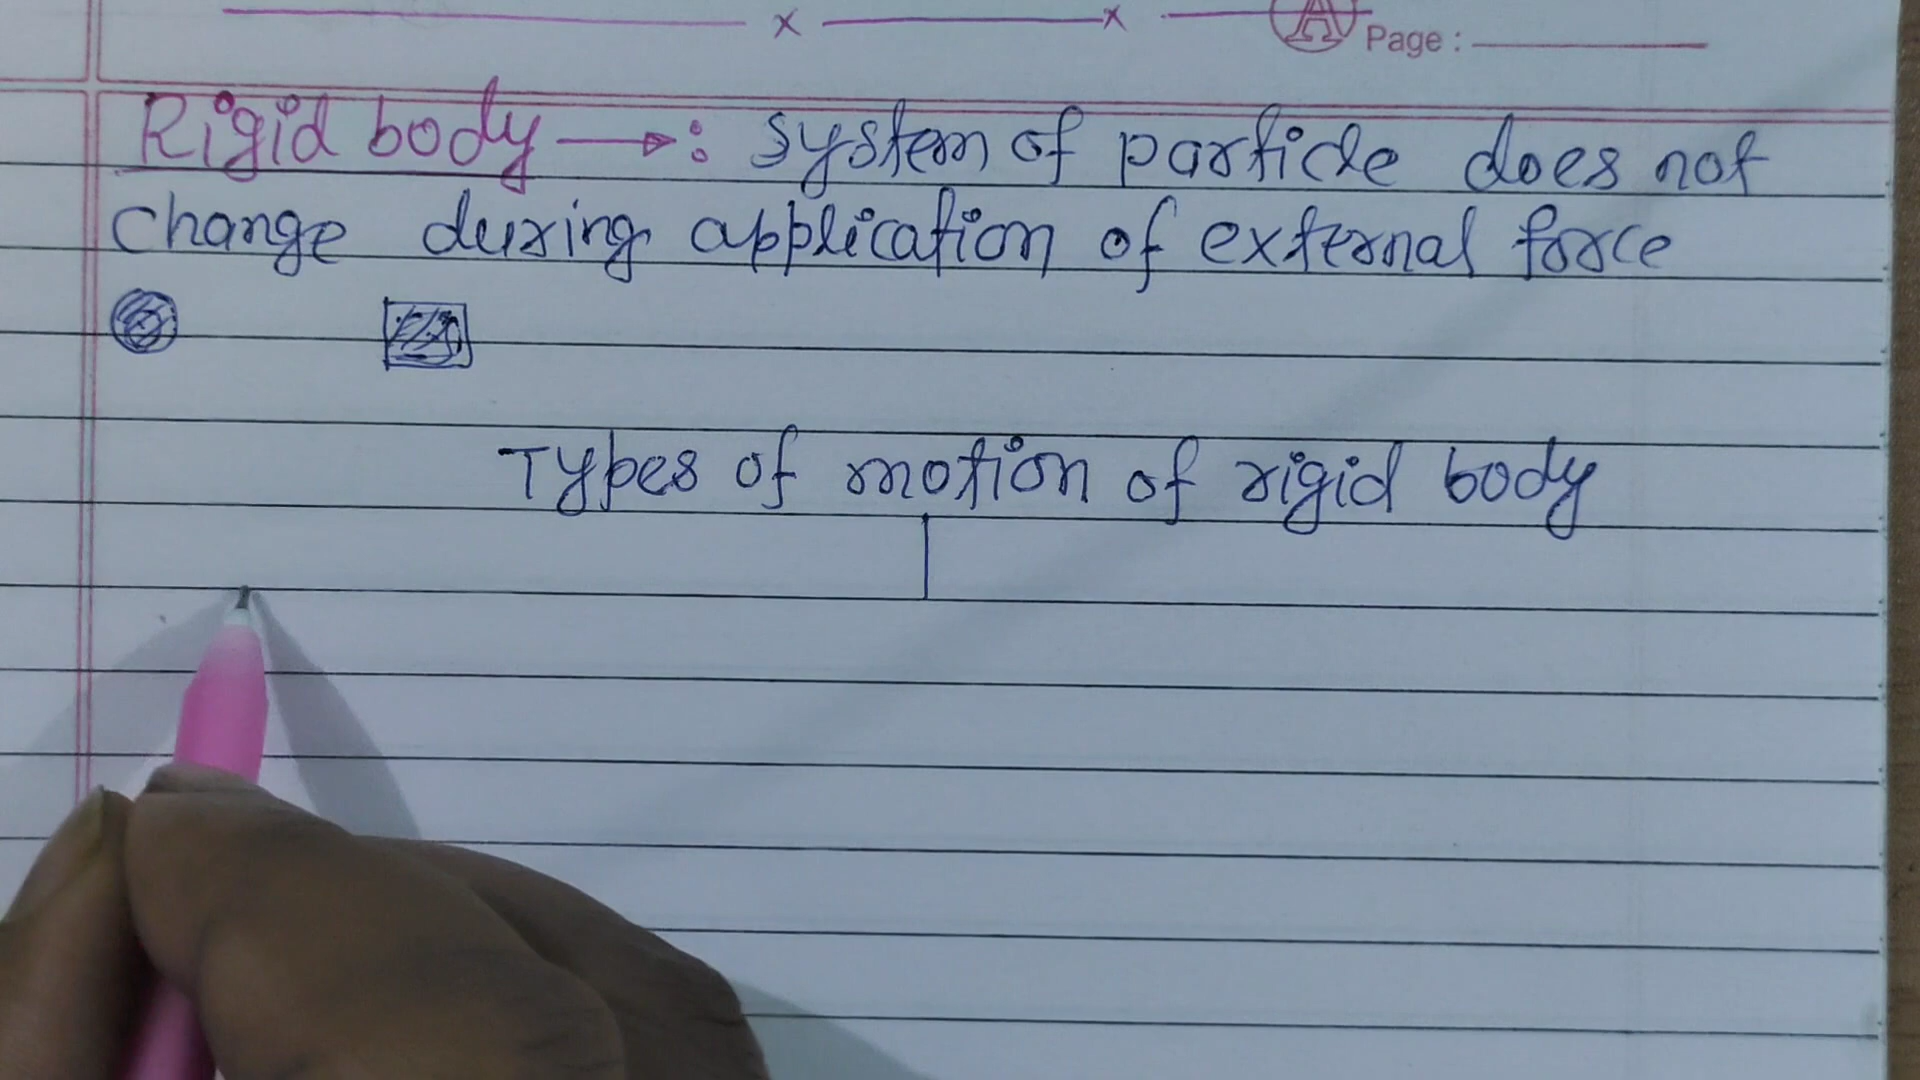 x x A Page :
Rigid body →: System of particle does not
change during application of external force
Types of motion of rigid body